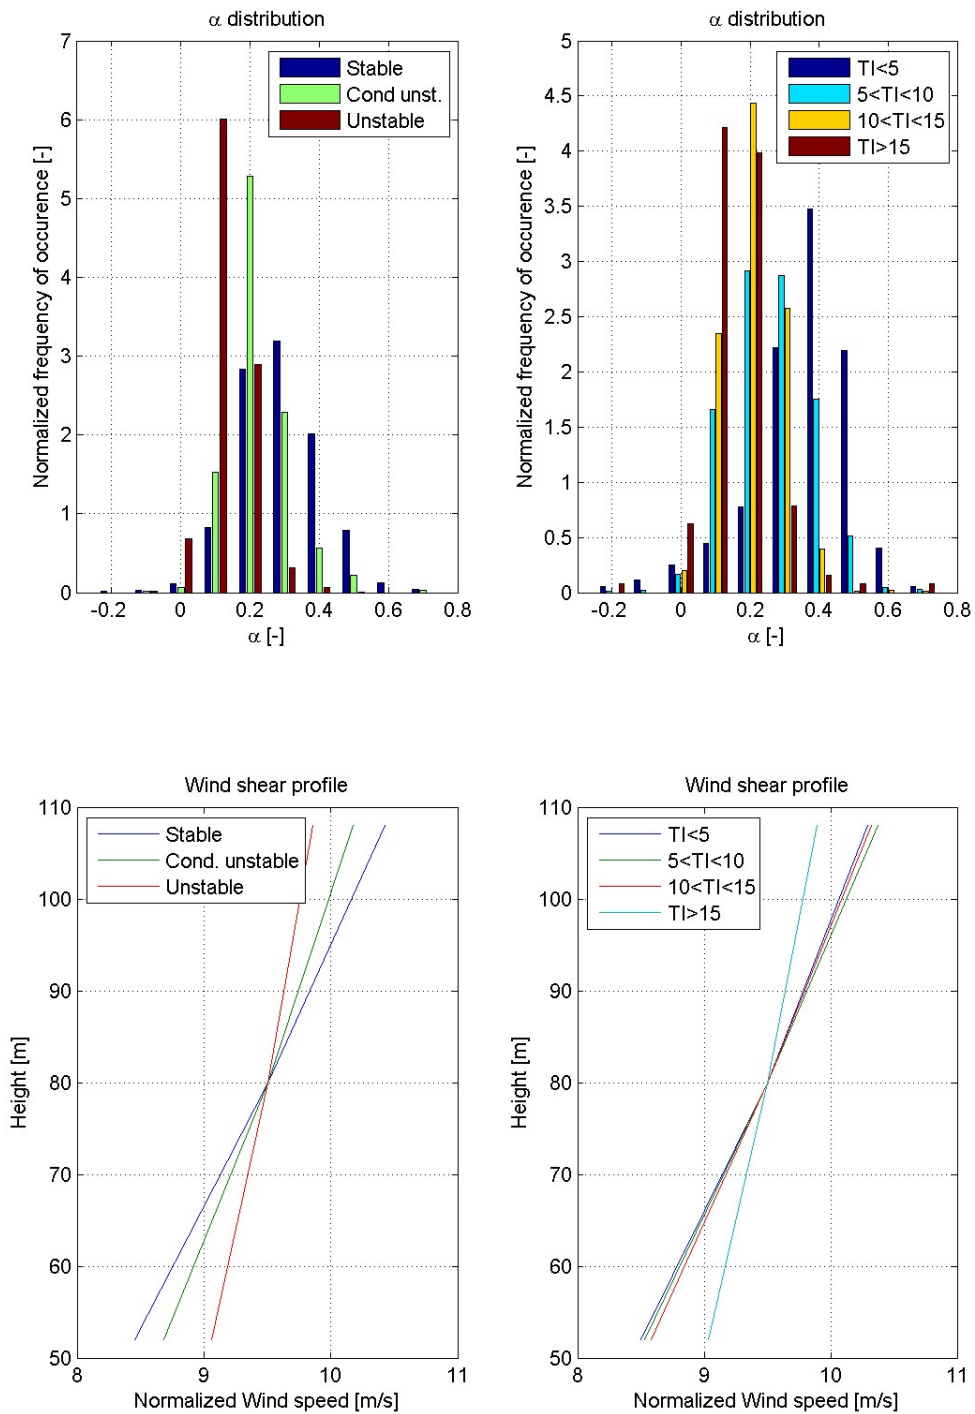 α distribution
7
6
5
4
3
2
1
0
Normalized frequency of occurence [-]
Stable
Cond unst.
Unstable
-0.2 0 0.2 0.4 0.6 0.8
α [-]
α distribution
5
4.5
4
3.5
3
2.5
2
1.5
1
0.5
0
Normalized frequency of occurence [-]
TI<5
5<TI<10
10<TI<15
TI>15
-0.2 0 0.2 0.4 0.6 0.8
α [-]
Wind shear profile
110
100
90
80
70
60
50
Height [m]
Stable
Cond. unstable
Unstable
8 9 10 11
Normalized Wind speed [m/s]
Wind shear profile
110
100
90
80
70
60
50
Height [m]
TI<5
5<TI<10
10<TI<15
TI>15
8 9 10 11
Normalized Wind speed [m/s]